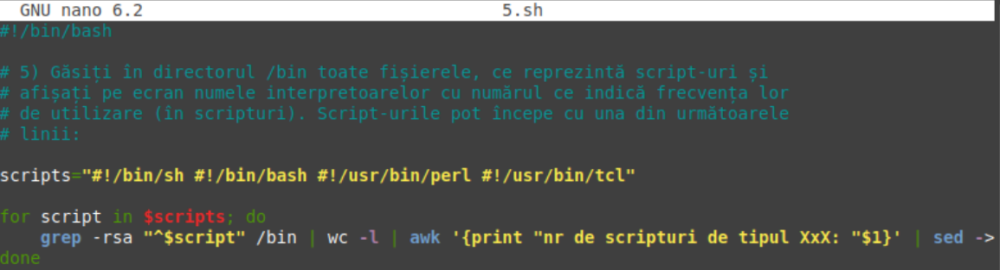 GNU nano 6.2 5.sh
#!/bin/bash
# 5) Găsiți în directorul /bin toate fișierele, ce reprezintă script-uri și
# afișați pe ecran numele interpretoarelor cu numărul ce indică frecvența lor
# de utilizare (în scripturi). Script-urile pot începe cu una din următoarele
# linii:
scripts="#!/bin/sh #!/bin/bash #!/usr/bin/perl #!/usr/bin/tcl"
for script in $scripts; do
    grep -rsa "^$script" /bin | wc -l | awk '{print "nr de scripturi de tipul XxX: "$1}' | sed ->
done